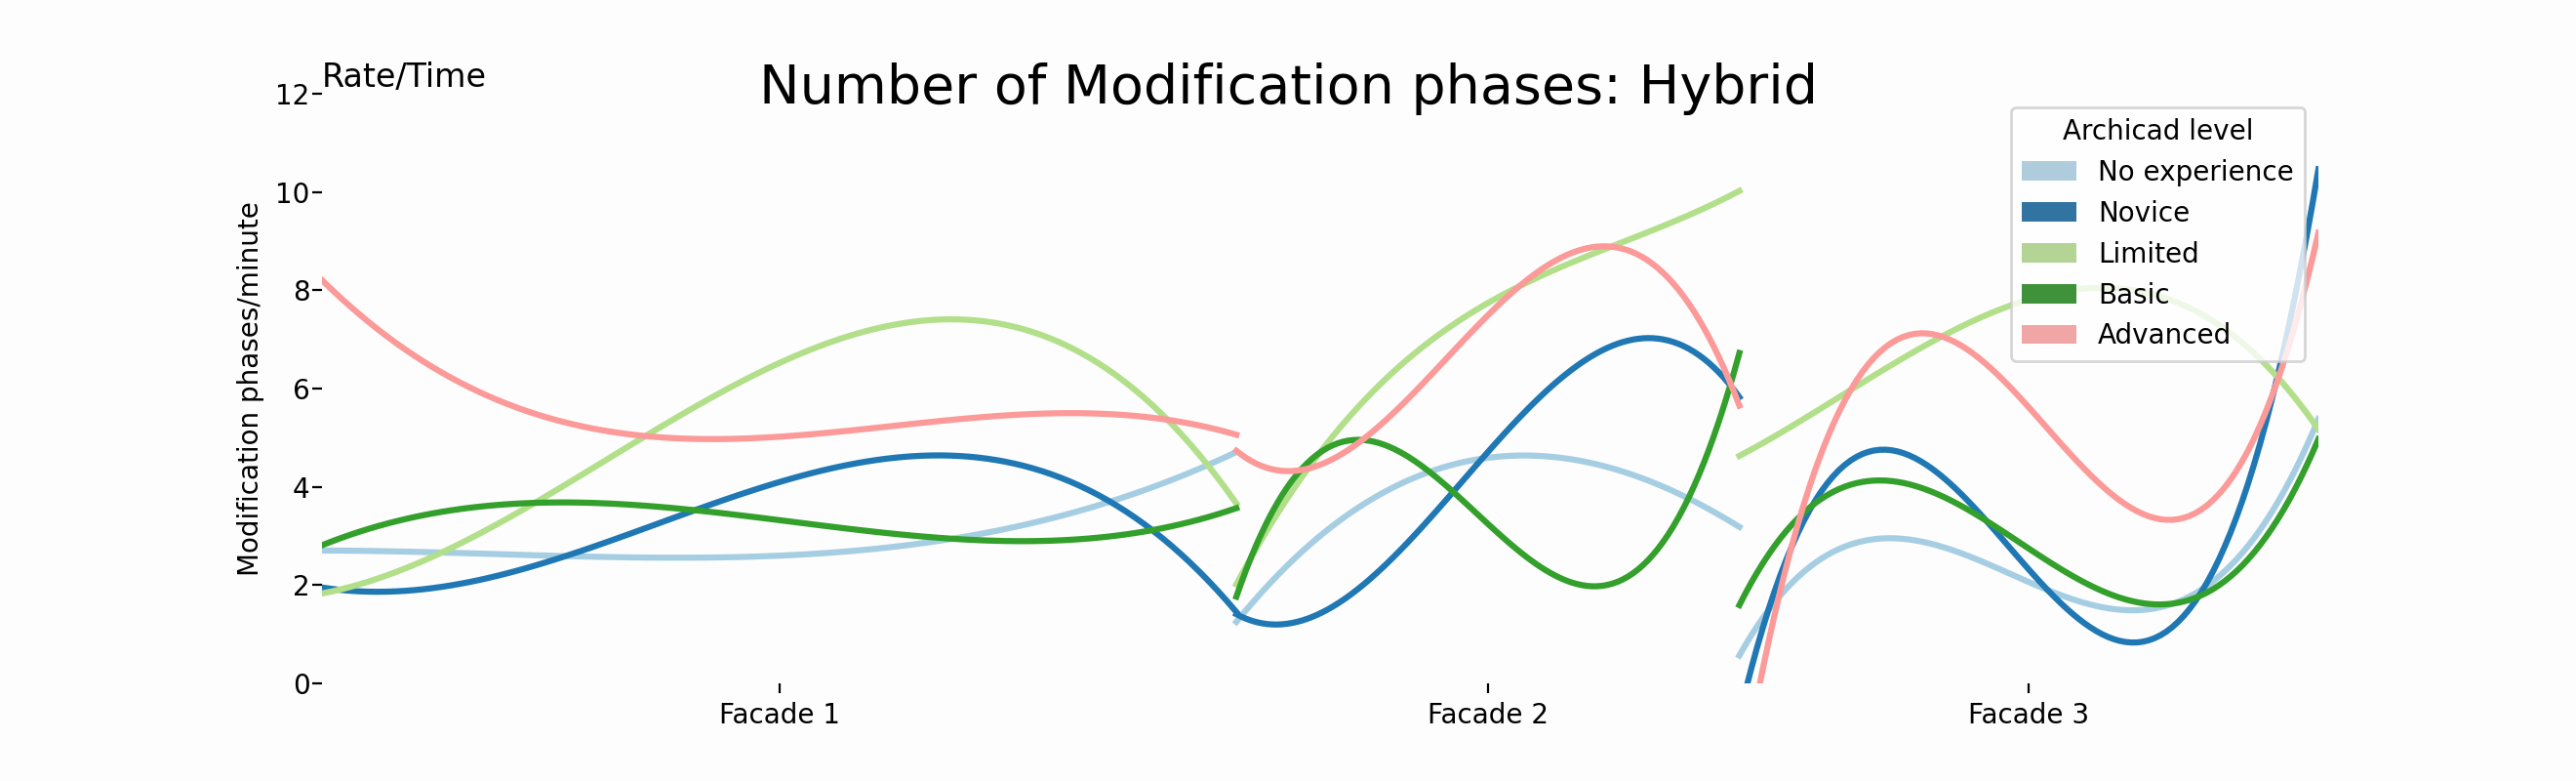 Rate/Time
Number of Modification phases: Hybrid
Modification phases/minute
12
10
8
6
4
2
0
Archicad level
No experience
Novice
Limited
Basic
Advanced
Facade 1
Facade 2
Facade 3